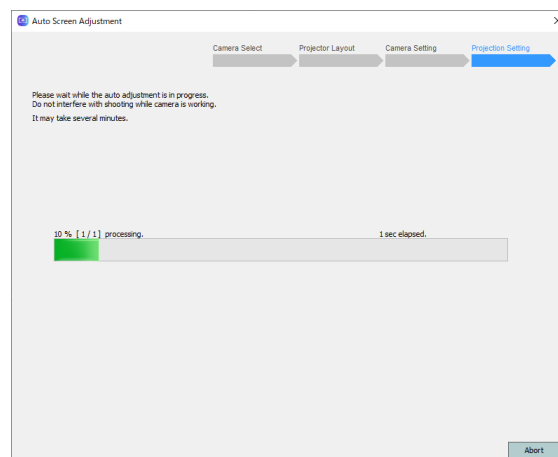 Auto Screen Adjustment
Camera Select
Projector Layout
Camera Setting
Projection Setting
Please wait while the auto adjustment is in progress.
Do not interfere with shooting while camera is working.
It may take several minutes.
10 % [ 1 / 1 ] processing.
1 sec elapsed.
Abort